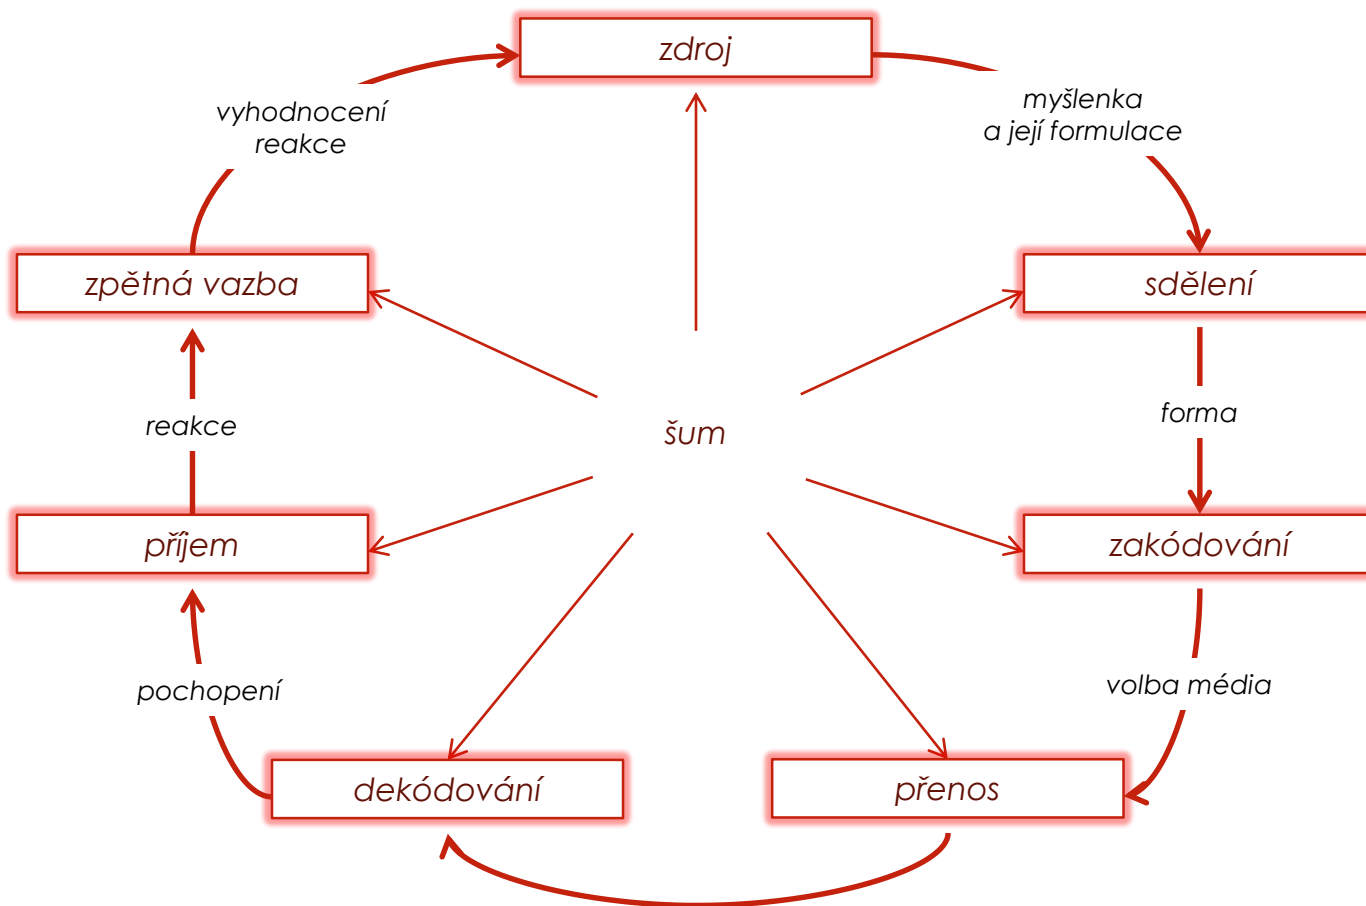 zdroj
vyhodnocení
reakce
myšlenka
a její formulace
zpětná vazba
sdělení
reakce
šum
forma
příjem
zakódování
pochopení
volba média
dekódování
přenos